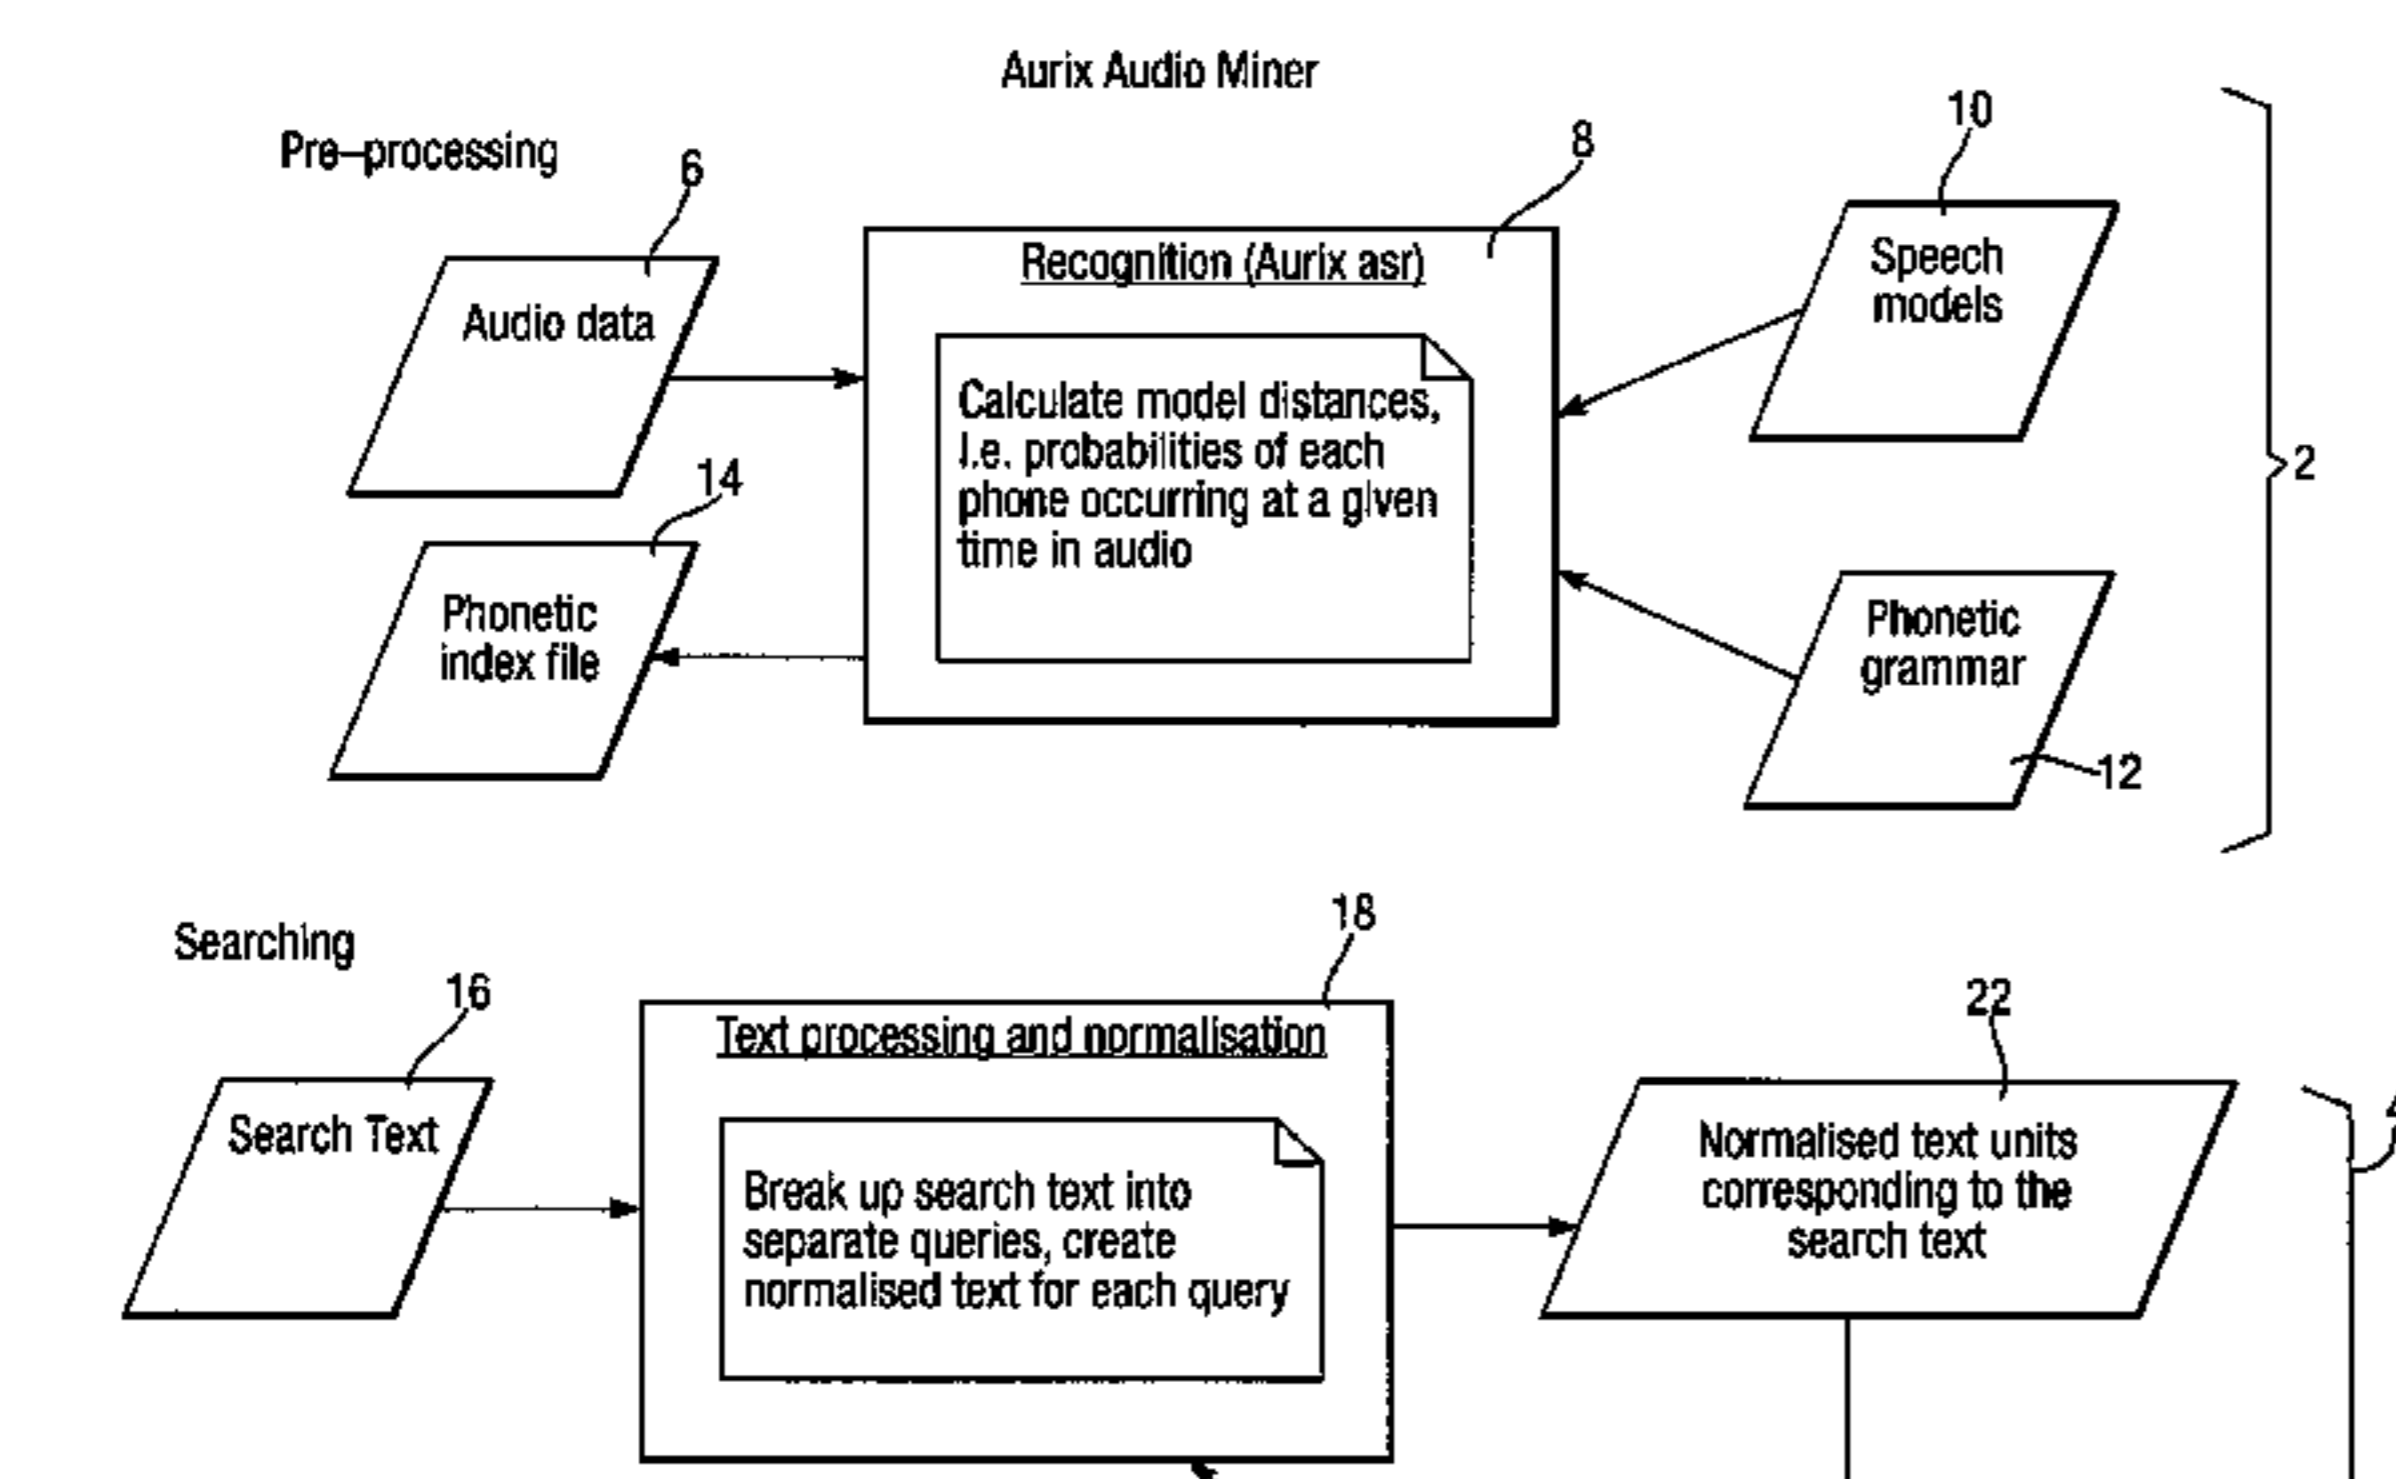 Aurix Audio Miner
Pre-processing
6
8
10
Audio data
Recognition (Aurix asr)
Speech
models
Calculate model distances,
i.e. probabilities of each
phone occurring at a given
time in audio
2
14
Phonetic
index file
Phonetic
grammar
12
Searching
16
18
22
Search Text
Text processing and normalisation
Break up search text into
separate queries, create
normalised text for each query
Normalised text units
corresponding to the
search text